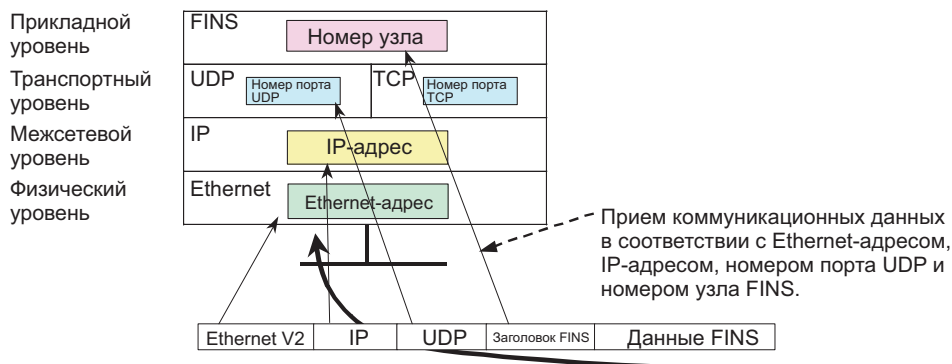 Прикладной
уровень
FINS
Номер узла
Транспортный
уровень
UDP
Номер порта
UDP
TCP
Номер порта
TCP
Межсетевой
уровень
IP
IP-адрес
Физический
уровень
Ethernet
Ethernet-адрес
Прием коммуникационных данных
в соответствии с Ethernet-адресом,
IP-адресом, номером порта UDP и
номером узла FINS.
Ethernet V2
IP
UDP
Заголовок FINS
Данные FINS